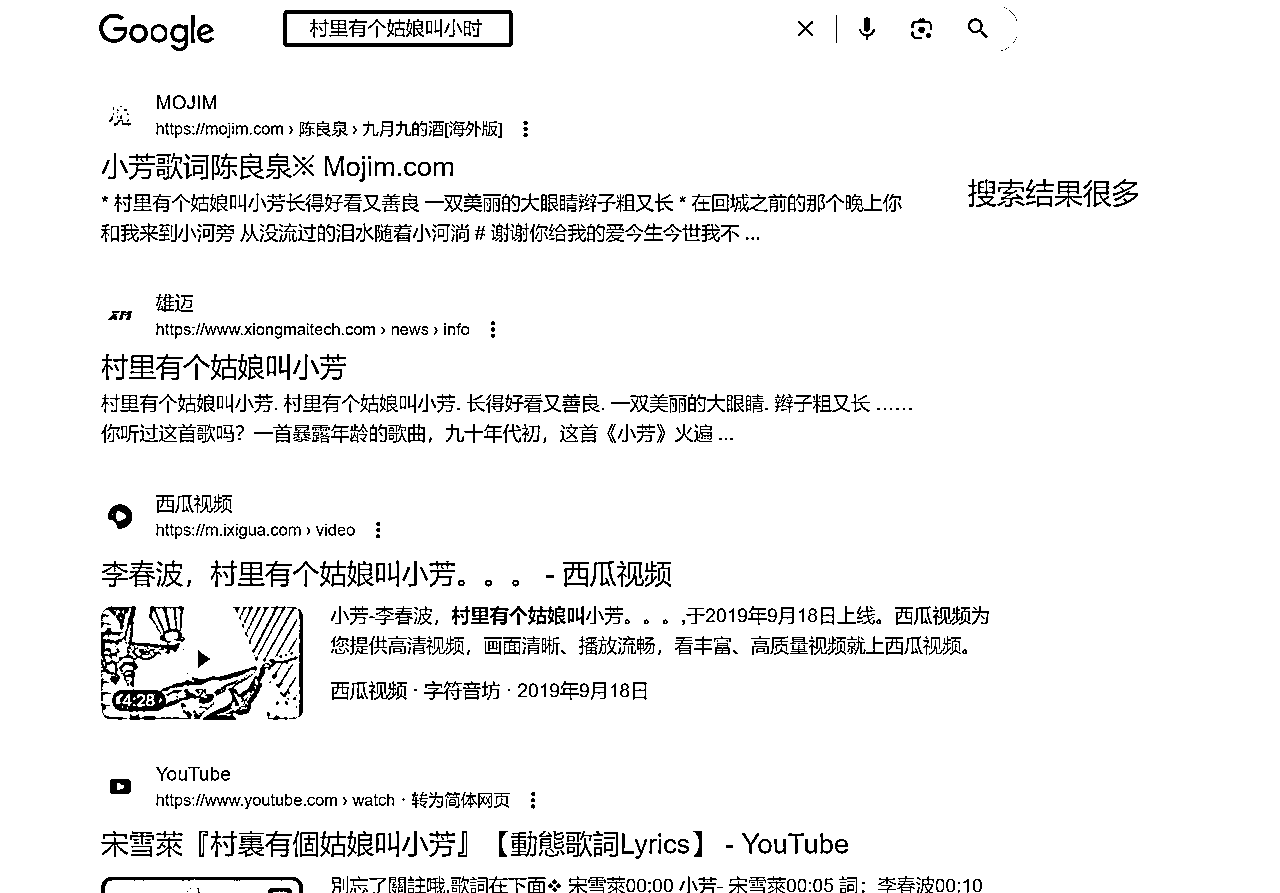 Google
村里有个姑娘叫小时
MOJIM
https://mojim.com › 陈良泉 › 九月九的酒[海外版]
小芳歌词陈良泉※ Mojim.com
* 村里有个姑娘叫小芳长得好看又善良 一双美丽的大眼睛辫子粗又长 * 在回城之前的那个晚上你
和我来到小河旁 从没流过的泪水随着小河淌 # 谢谢你给我的爱今生今世我不 ...
搜索结果很多
雄迈
https://www.xiongmaitech.com › news › info
村里有个姑娘叫小芳
村里有个姑娘叫小芳. 村里有个姑娘叫小芳. 长得好看又善良. 一双美丽的大眼睛. 辫子粗又长 ……
你听过这首歌吗？一首暴露年龄的歌曲，九十年代初，这首《小芳》火遍 ...
西瓜视频
https://m.ixigua.com › video
李春波，村里有个姑娘叫小芳。。。 - 西瓜视频
小芳-李春波，村里有个姑娘叫小芳。。。,于2019年9月18日上线。西瓜视频为
您提供高清视频，画面清晰、播放流畅，看丰富、高质量视频就上西瓜视频。
4:28
西瓜视频 · 字符音坊 · 2019年9月18日
YouTube
https://www.youtube.com › watch · 转为简体网页
宋雪萊『村裏有個姑娘叫小芳』【動態歌詞Lyrics】 - YouTube
別忘了關註哦,歌詞在下面❖ 宋雪萊00:00 小芳- 宋雪萊00:05 詞：李春波00:10